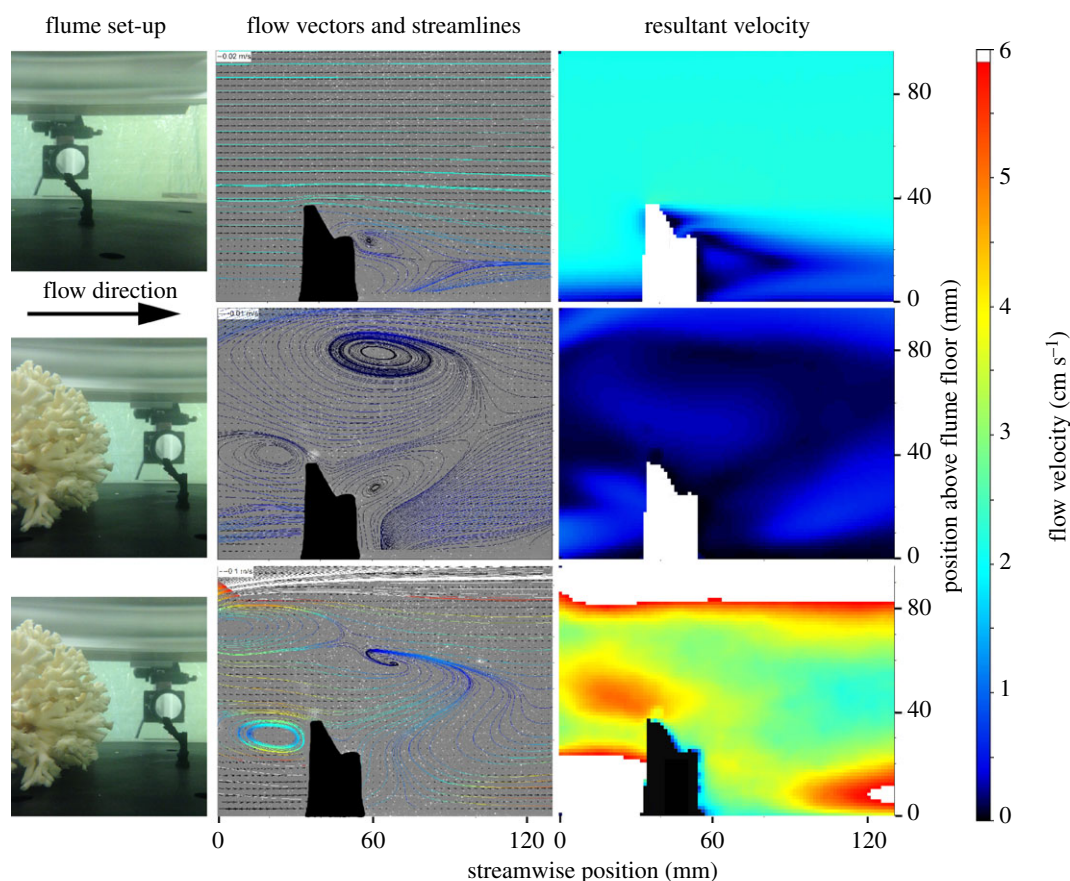 flume set-up
flow vectors and streamlines
resultant velocity
~0.02 m/s
flow direction
~0.01 m/s
~0.1 m/s
80
40
0
80
40
0
80
40
0
position above flume floor (mm)
6
5
4
3
2
1
0
flow velocity (cm s⁻¹)
0 60 120 0 60 120
streamwise position (mm)